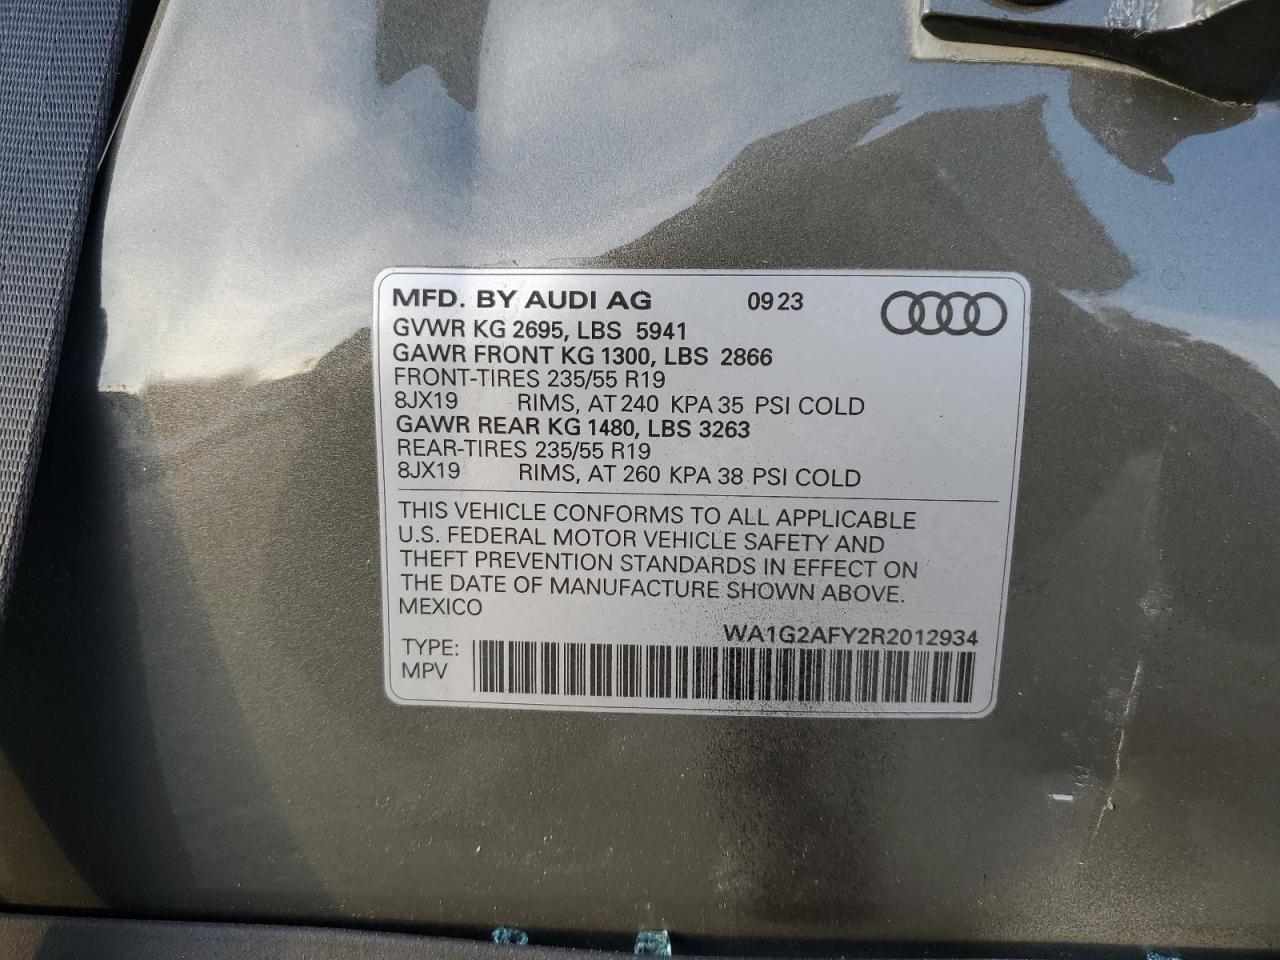 MFD. BY AUDI AG 09 23
GVWR KG 2695, LBS 5941
GAWR FRONT KG 1300, LBS 2866
FRONT-TIRES 235/55 R19
8JX19 RIMS, AT 240 KPA 35 PSI COLD
GAWR REAR KG 1480, LBS 3263
REAR-TIRES 235/55 R19
8JX19 RIMS, AT 260 KPA 38 PSI COLD
THIS VEHICLE CONFORMS TO ALL APPLICABLE
U.S. FEDERAL MOTOR VEHICLE SAFETY AND
THEFT PREVENTION STANDARDS IN EFFECT ON
THE DATE OF MANUFACTURE SHOWN ABOVE.
MEXICO
WA1G2AFY2R2012934
TYPE:
MPV